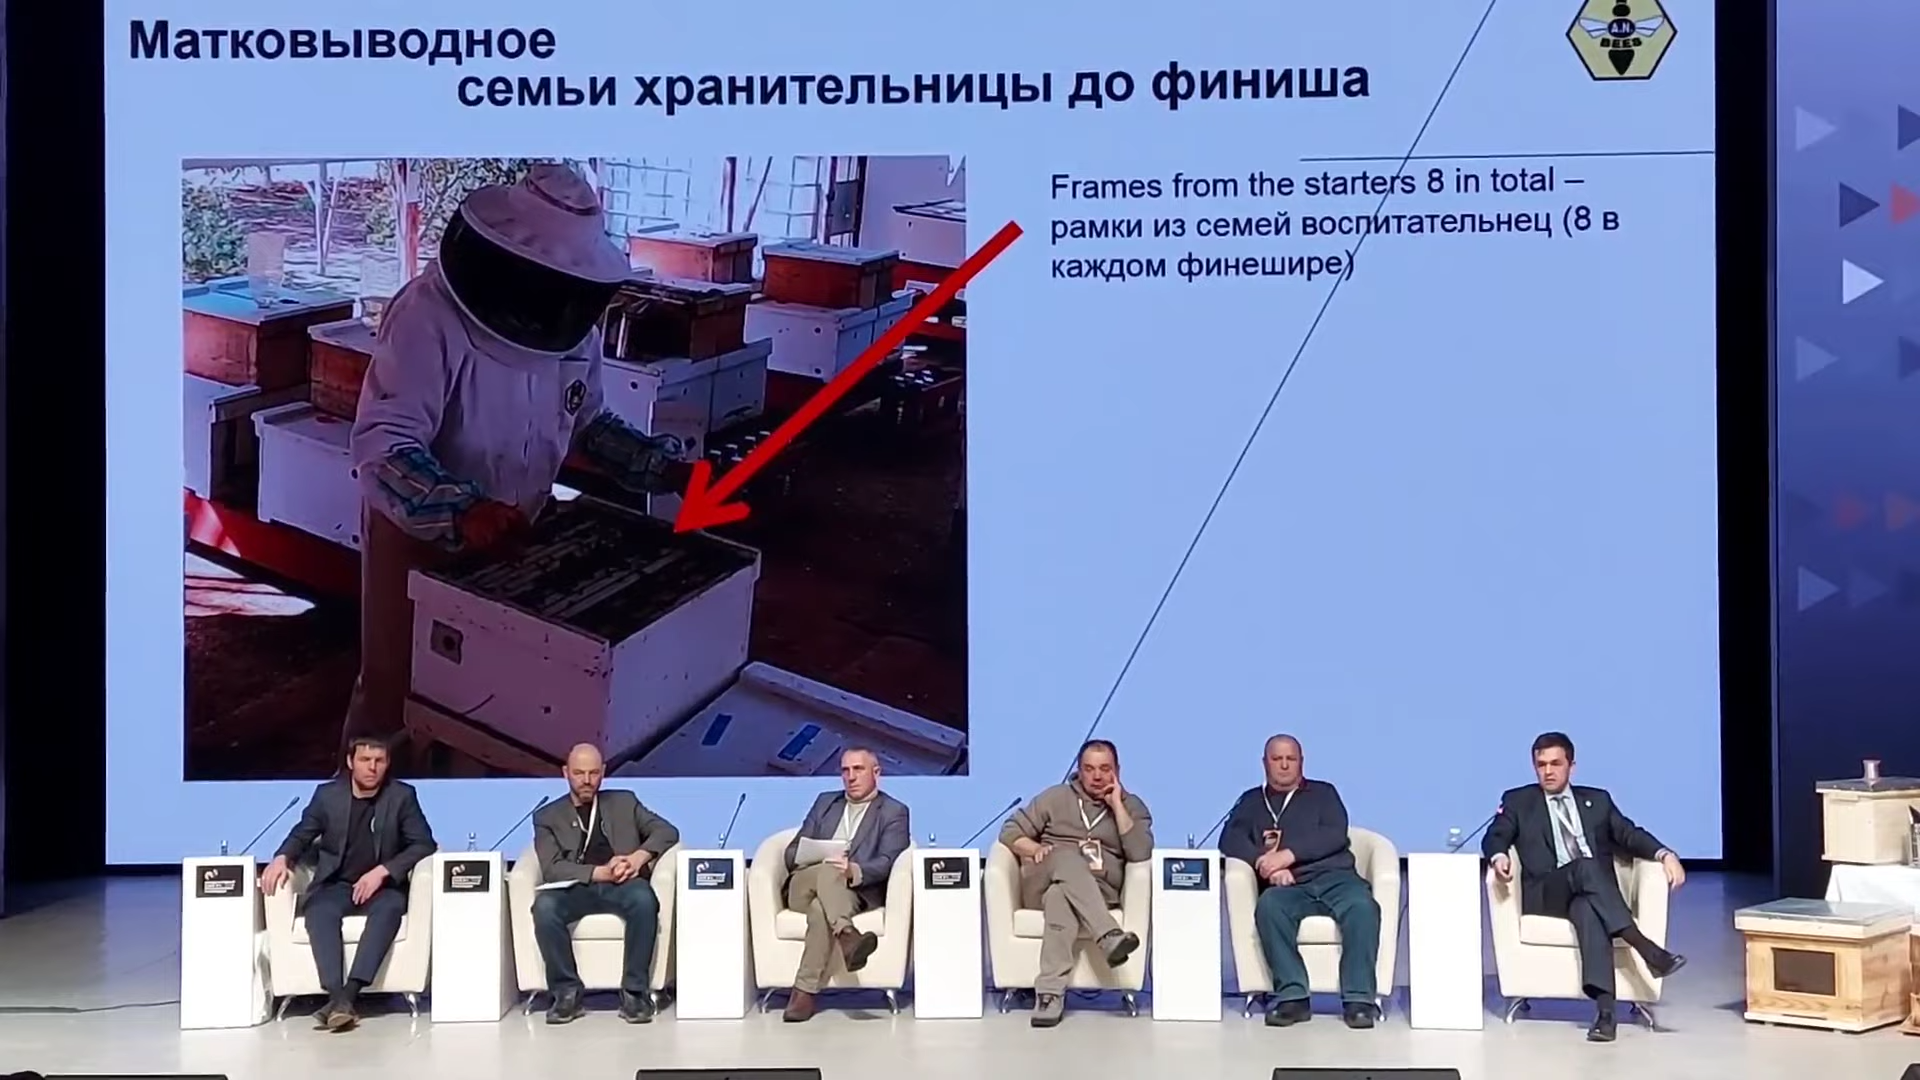 Матковыводное
семьи хранительницы до финиша
A.N.
BEES
Frames from the starters 8 in total –
рамки из семей воспитательнец (8 в
каждом финешире)